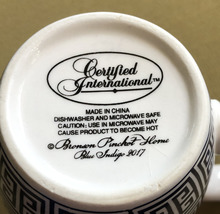 Certified
International™
MADE IN CHINA
DISHWASHER AND MICROWAVE SAFE
CAUTION: USE IN MICROWAVE MAY
CAUSE PRODUCT TO BECOME HOT
© Bronson Pinchot Home
Blue Indigo 2017